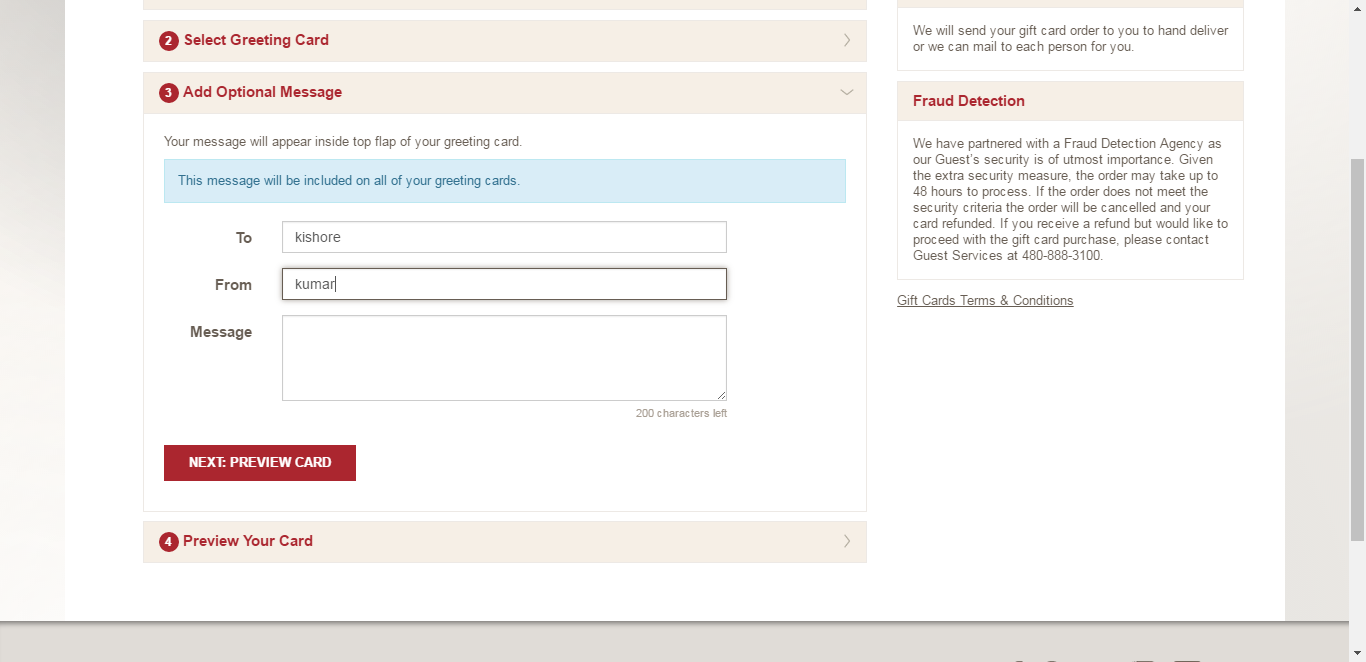 2 Select Greeting Card
3 Add Optional Message
Your message will appear inside top flap of your greeting card.
This message will be included on all of your greeting cards.
To kishore
From kumar
Message
200 characters left
NEXT: PREVIEW CARD
4 Preview Your Card
We will send your gift card order to you to hand deliver
or we can mail to each person for you.
Fraud Detection
We have partnered with a Fraud Detection Agency as
our Guest's security is of utmost importance. Given
the extra security measure, the order may take up to
48 hours to process. If the order does not meet the
security criteria the order will be cancelled and your
card refunded. If you receive a refund but would like to
proceed with the gift card purchase, please contact
Guest Services at 480-888-3100.
Gift Cards Terms & Conditions